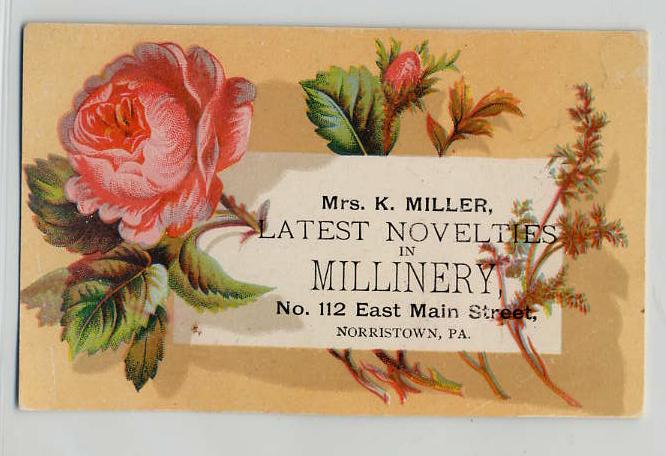 Mrs. K. MILLER,
LATEST NOVELTIES
IN
MILLINERY,
No. 112 East Main Street,
NORRISTOWN, PA.